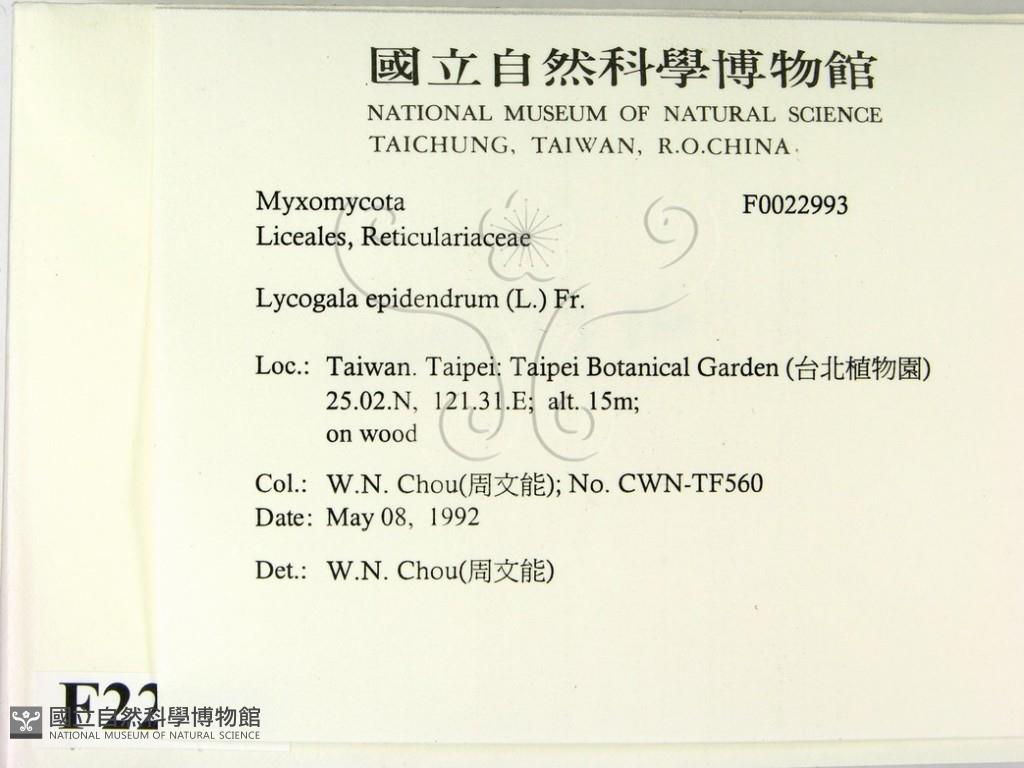 國立自然科學博物館
NATIONAL MUSEUM OF NATURAL SCIENCE
TAICHUNG, TAIWAN, R.O.CHINA.
Myxomycota F0022993
Liceales, Reticulariaceae
Lycogala epidendrum (L.) Fr.
Loc.: Taiwan. Taipei: Taipei Botanical Garden (台北植物園)
25.02.N, 121.31.E; alt. 15m;
on wood
Col.: W.N. Chou(周文能); No. CWN-TF560
Date: May 08, 1992
Det.: W.N. Chou(周文能)
F22
國立自然科學博物館
NATIONAL MUSEUM OF NATURAL SCIENCE